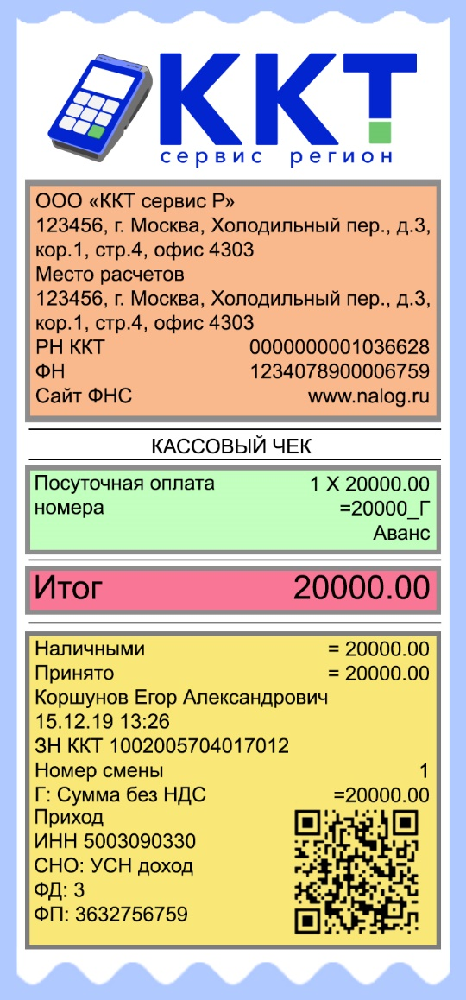 ККТ
сервис регион
ООО «ККТ сервис Р»
123456, г. Москва, Холодильный пер., д.3,
кор.1, стр.4, офис 4303
Место расчетов
123456, г. Москва, Холодильный пер., д.3,
кор.1, стр.4, офис 4303
РН ККТ 0000000001036628
ФН 1234078900006759
Сайт ФНС www.nalog.ru
КАССОВЫЙ ЧЕК
Посуточная оплата 1 X 20000.00
номера =20000_Г
Аванс
Итог 20000.00
Наличными = 20000.00
Принято = 20000.00
Коршунов Егор Александрович
15.12.19 13:26
ЗН ККТ 1002005704017012
Номер смены 1
Г: Сумма без НДС =20000.00
Приход
ИНН 5003090330
СНО: УСН доход
ФД: 3
ФП: 3632756759